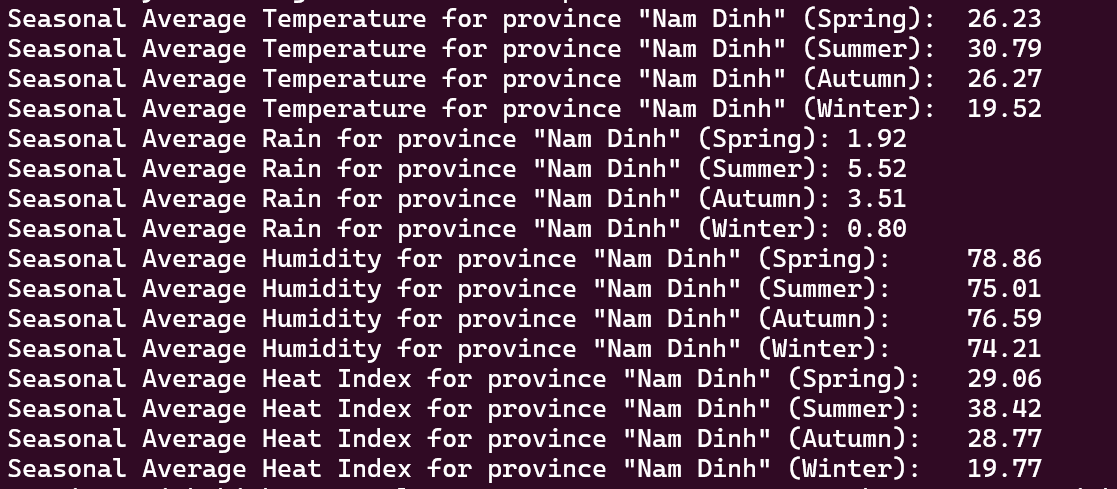 Seasonal Average Temperature for province "Nam Dinh" (Spring):  26.23
Seasonal Average Temperature for province "Nam Dinh" (Summer):  30.79
Seasonal Average Temperature for province "Nam Dinh" (Autumn):  26.27
Seasonal Average Temperature for province "Nam Dinh" (Winter):  19.52
Seasonal Average Rain for province "Nam Dinh" (Spring): 1.92
Seasonal Average Rain for province "Nam Dinh" (Summer): 5.52
Seasonal Average Rain for province "Nam Dinh" (Autumn): 3.51
Seasonal Average Rain for province "Nam Dinh" (Winter): 0.80
Seasonal Average Humidity for province "Nam Dinh" (Spring):     78.86
Seasonal Average Humidity for province "Nam Dinh" (Summer):     75.01
Seasonal Average Humidity for province "Nam Dinh" (Autumn):     76.59
Seasonal Average Humidity for province "Nam Dinh" (Winter):     74.21
Seasonal Average Heat Index for province "Nam Dinh" (Spring):   29.06
Seasonal Average Heat Index for province "Nam Dinh" (Summer):   38.42
Seasonal Average Heat Index for province "Nam Dinh" (Autumn):   28.77
Seasonal Average Heat Index for province "Nam Dinh" (Winter):   19.77